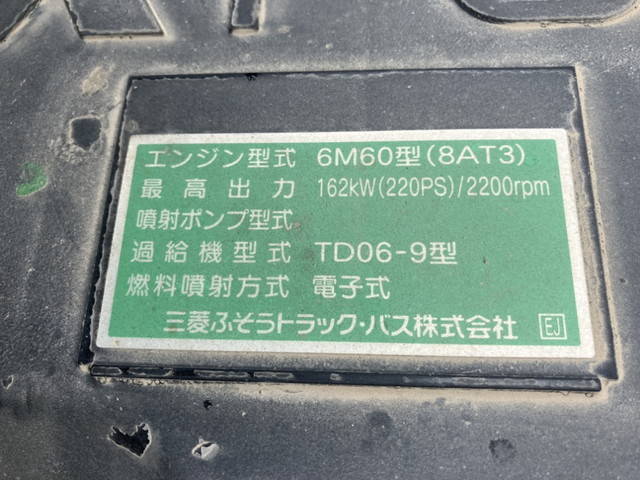 エンジン型式 6M60型(8AT3)
最高出力 162kW(220PS)/2200rpm
噴射ポンプ型式
過給機型式 TD06-9型
燃料噴射方式 電子式
三菱ふそうトラック・バス株式会社 EJ